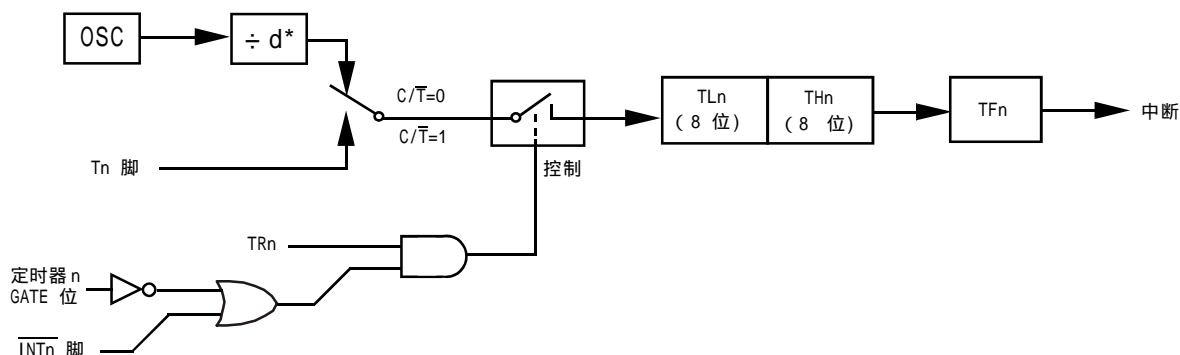 OSC
÷ d*
C/T̅=0
C/T̅=1
TLn
(8 位)
THn
(8 位)
TFn
中断
Tn 脚
控制
TRn
定时器 n
GATE 位
I̅N̅T̅n̅ 脚